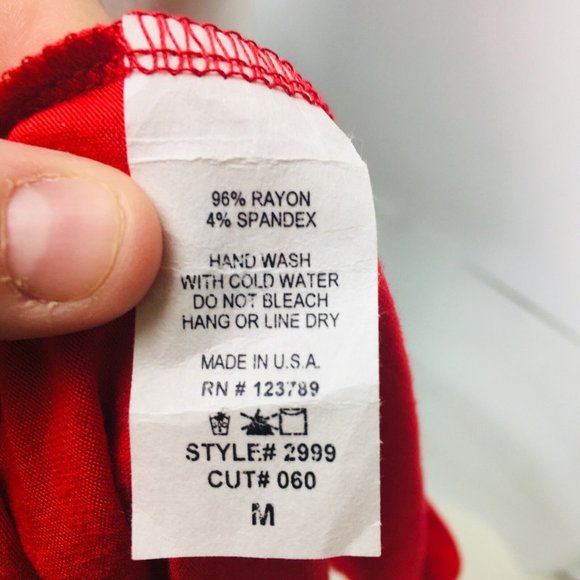 96% RAYON
4% SPANDEX
HAND WASH
WITH COLD WATER
DO NOT BLEACH
HANG OR LINE DRY
MADE IN U.S.A.
RN # 123789
STYLE# 2999
CUT# 060
M